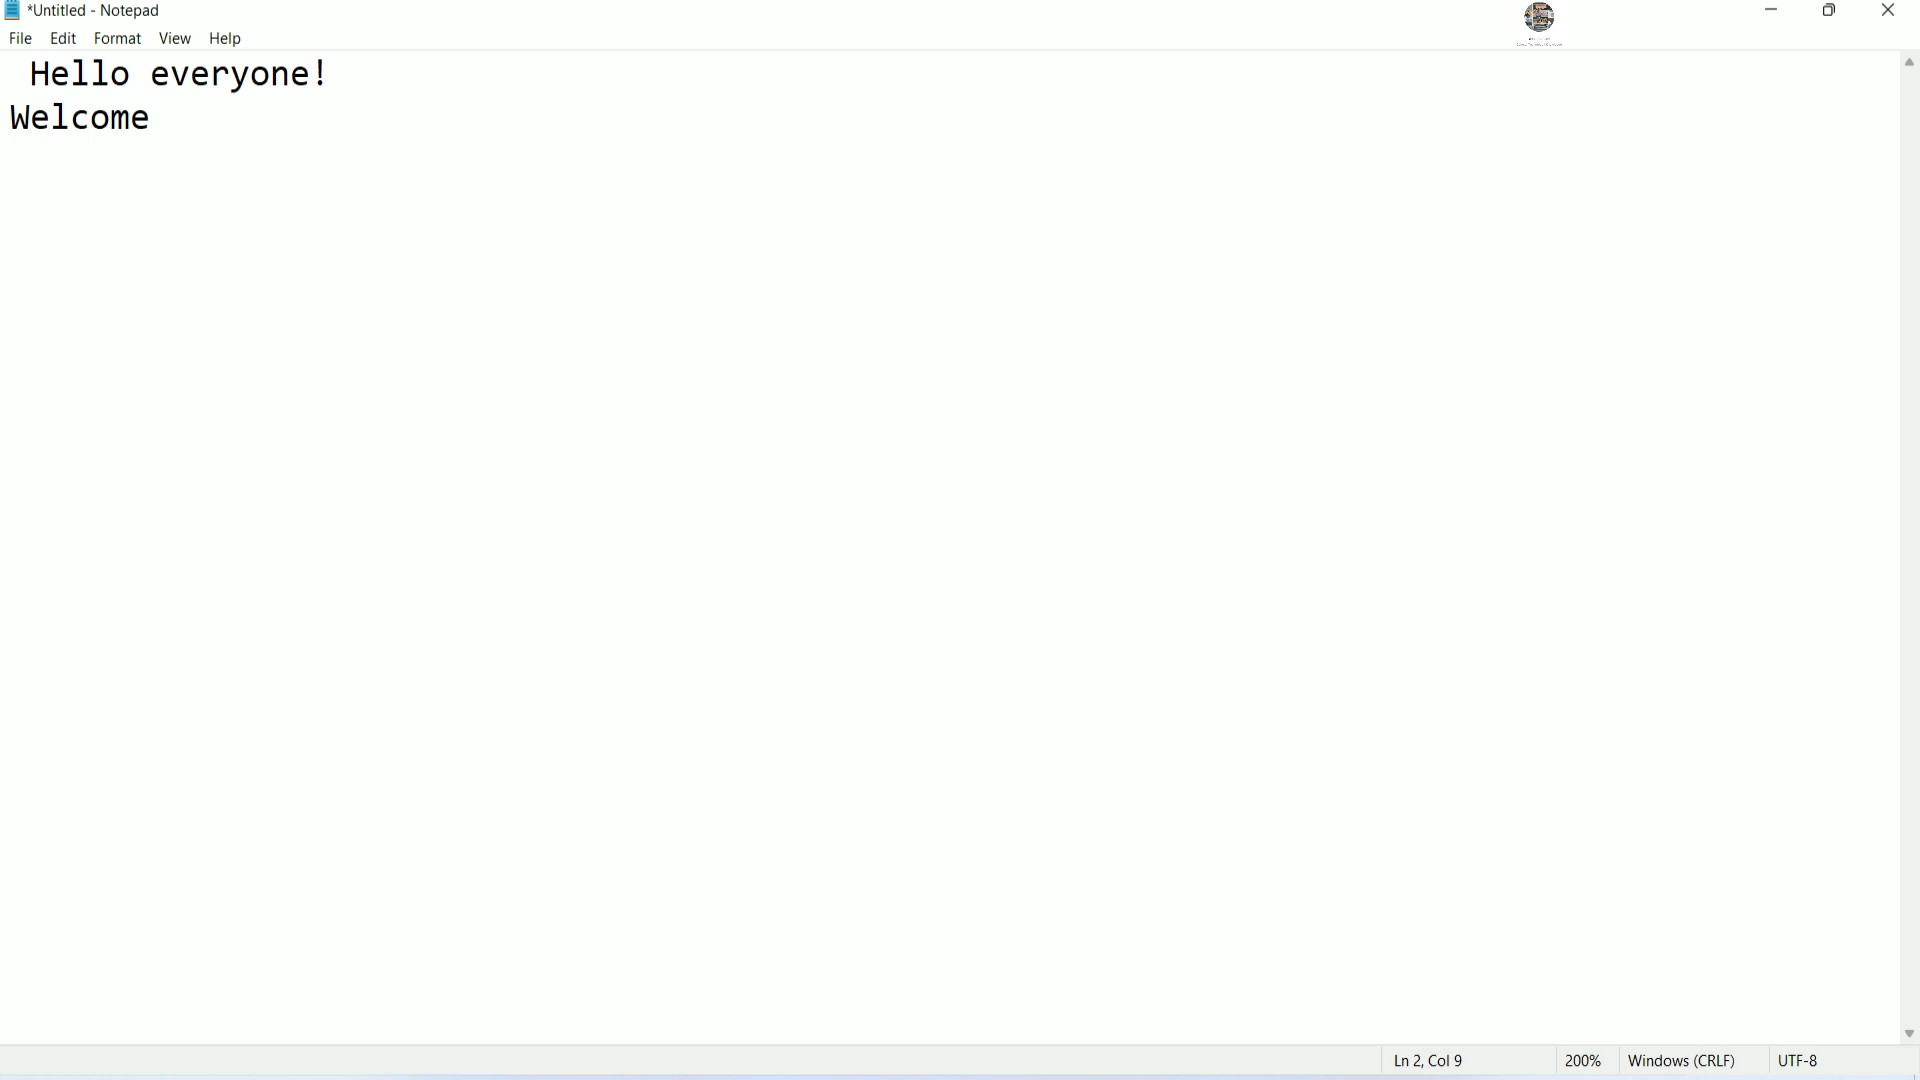 *Untitled - Notepad
File Edit Format View Help
Hello everyone!
Welcome
Ln 2, Col 9 200% Windows (CRLF) UTF-8